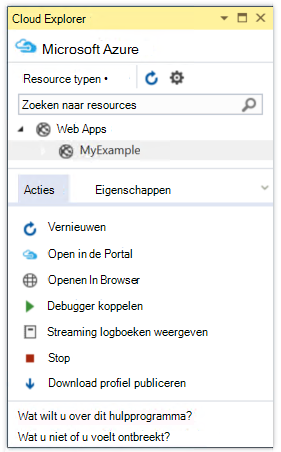 Cloud Explorer
Microsoft Azure
Resource typen •
Zoeken naar resources
Web Apps
MyExample
Acties Eigenschappen
Vernieuwen
Open in de Portal
Openen In Browser
Debugger koppelen
Streaming logboeken weergeven
Stop
Download profiel publiceren
Wat wilt u over dit hulpprogramma?
Wat u niet of u voelt ontbreekt?